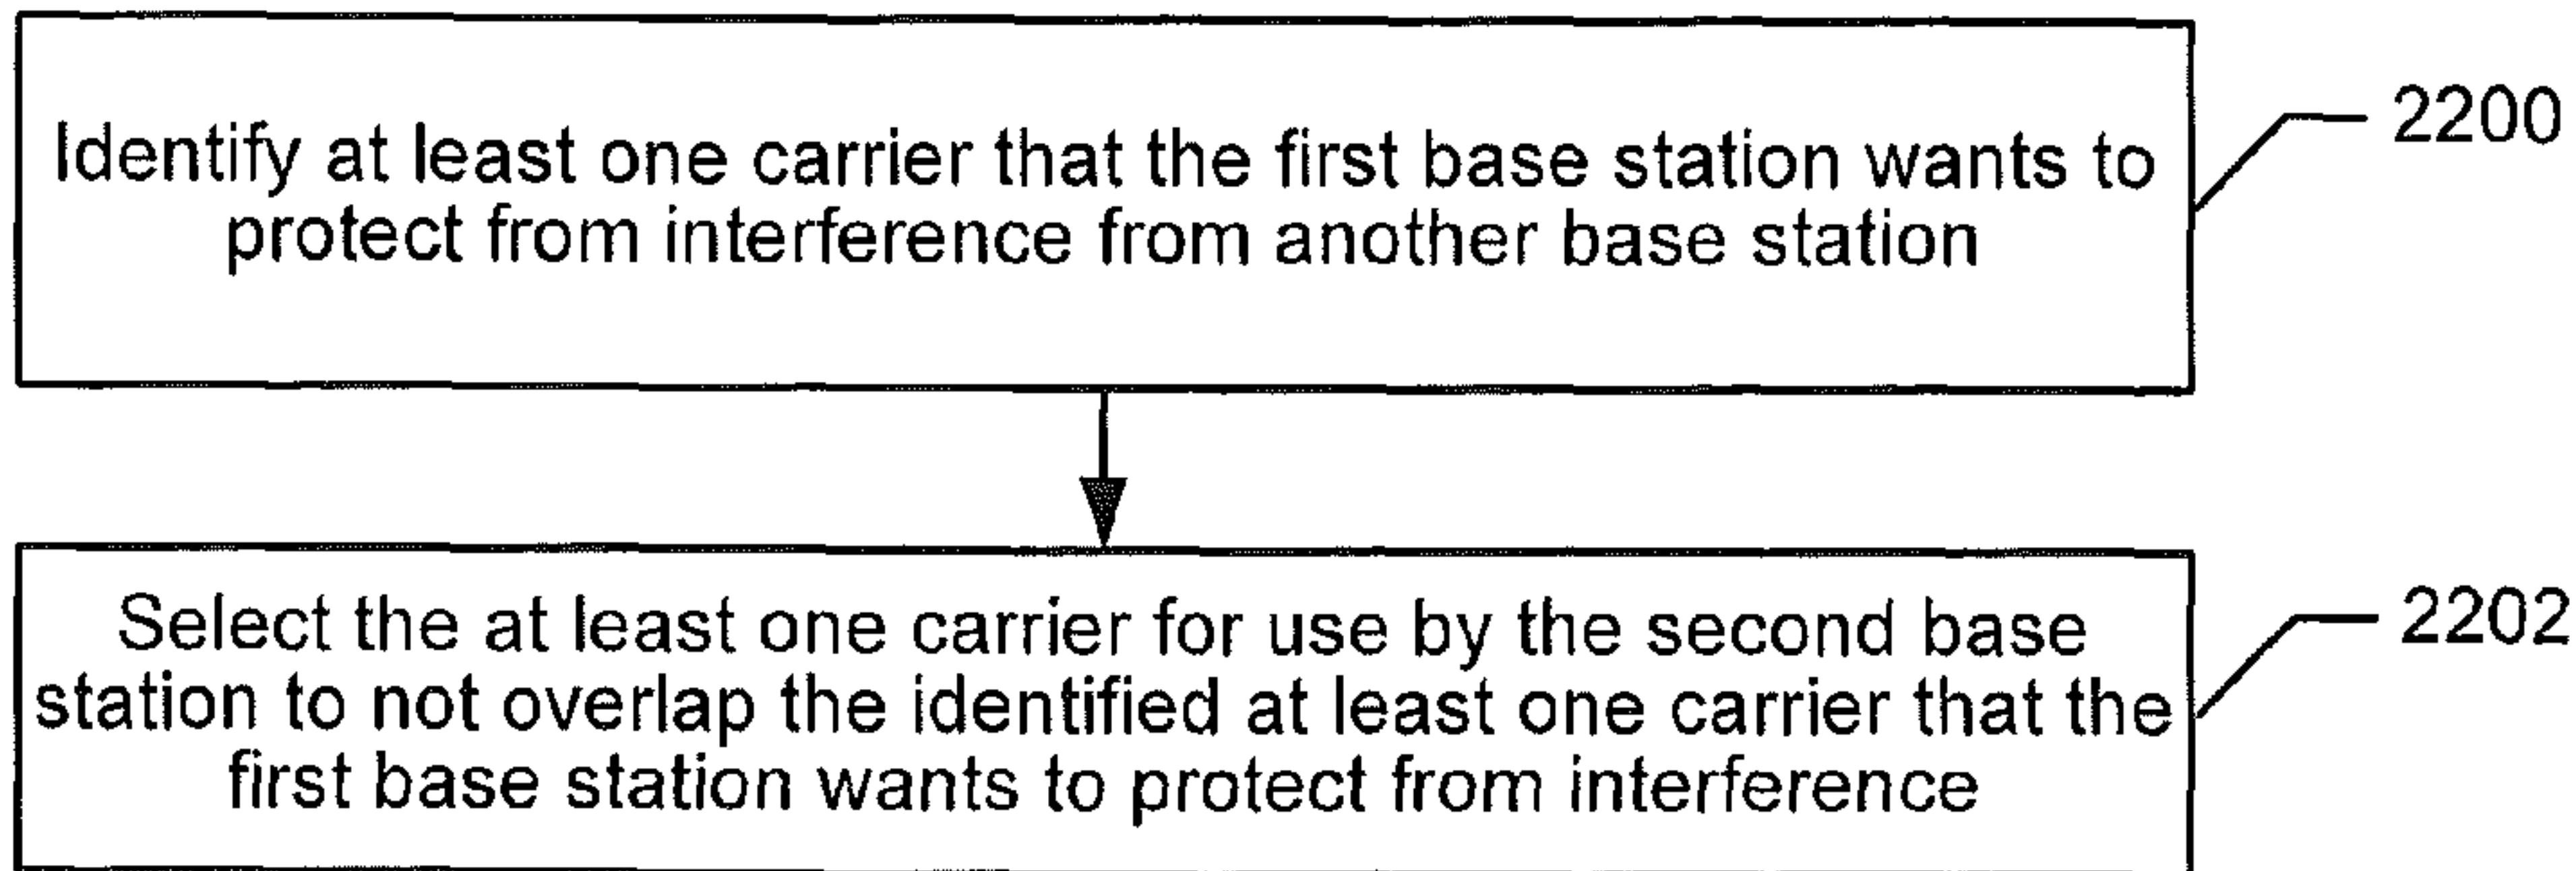 Identify at least one carrier that the first base station wants to
protect from interference from another base station
2200
Select the at least one carrier for use by the second base
station to not overlap the identified at least one carrier that the
first base station wants to protect from interference
2202